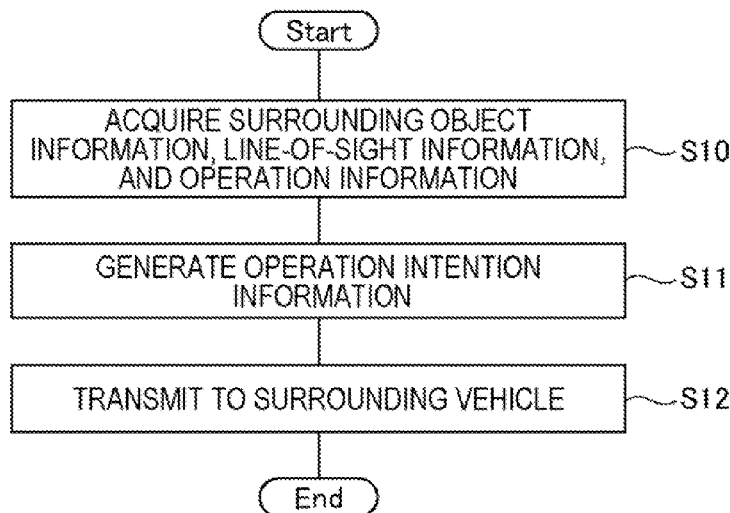 Start
ACQUIRE SURROUNDING OBJECT
INFORMATION, LINE-OF-SIGHT INFORMATION,
AND OPERATION INFORMATION
S10
GENERATE OPERATION INTENTION
INFORMATION
S11
TRANSMIT TO SURROUNDING VEHICLE
S12
End